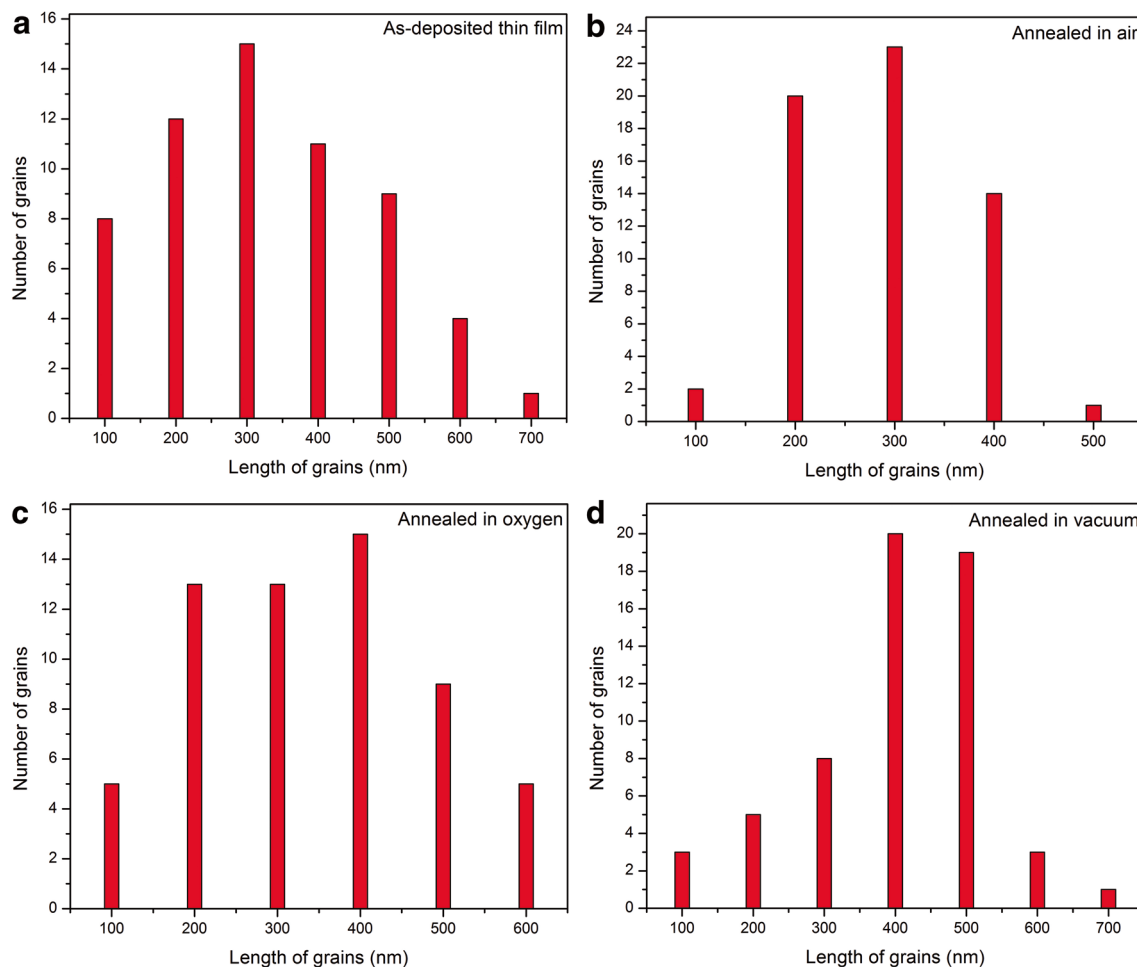 a
As-deposited thin film
16
14
12
10
8
6
4
2
0
Number of grains
100 200 300 400 500 600 700
Length of grains (nm)
b
Annealed in air
24
22
20
18
16
14
12
10
8
6
4
2
0
Number of grains
100 200 300 400 500
Length of grains (nm)
c
Annealed in oxygen
16
14
12
10
8
6
4
2
0
Number of grains
100 200 300 400 500 600
Length of grains (nm)
d
Annealed in vacuum
20
18
16
14
12
10
8
6
4
2
0
Number of grains
100 200 300 400 500 600 700
Length of grains (nm)